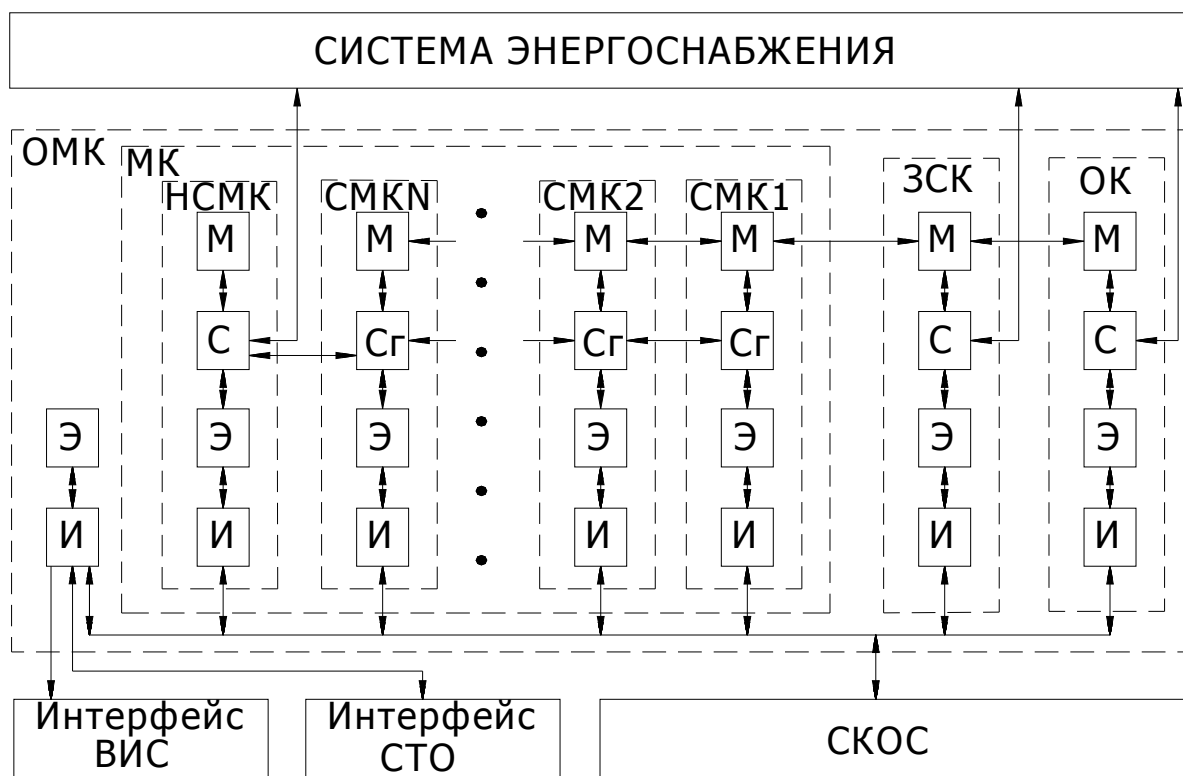 СИСТЕМА ЭНЕРГОСНАБЖЕНИЯ
ОМК
МК
НСМК
СМКN
СМК2
СМК1
ЗСК
ОК
М
М
М
М
М
М
С
Сг
Сг
Сг
С
С
Э
Э
Э
Э
Э
Э
Э
И
И
И
И
И
И
И
Интерфейс
ВИС
Интерфейс
СТО
СКОС